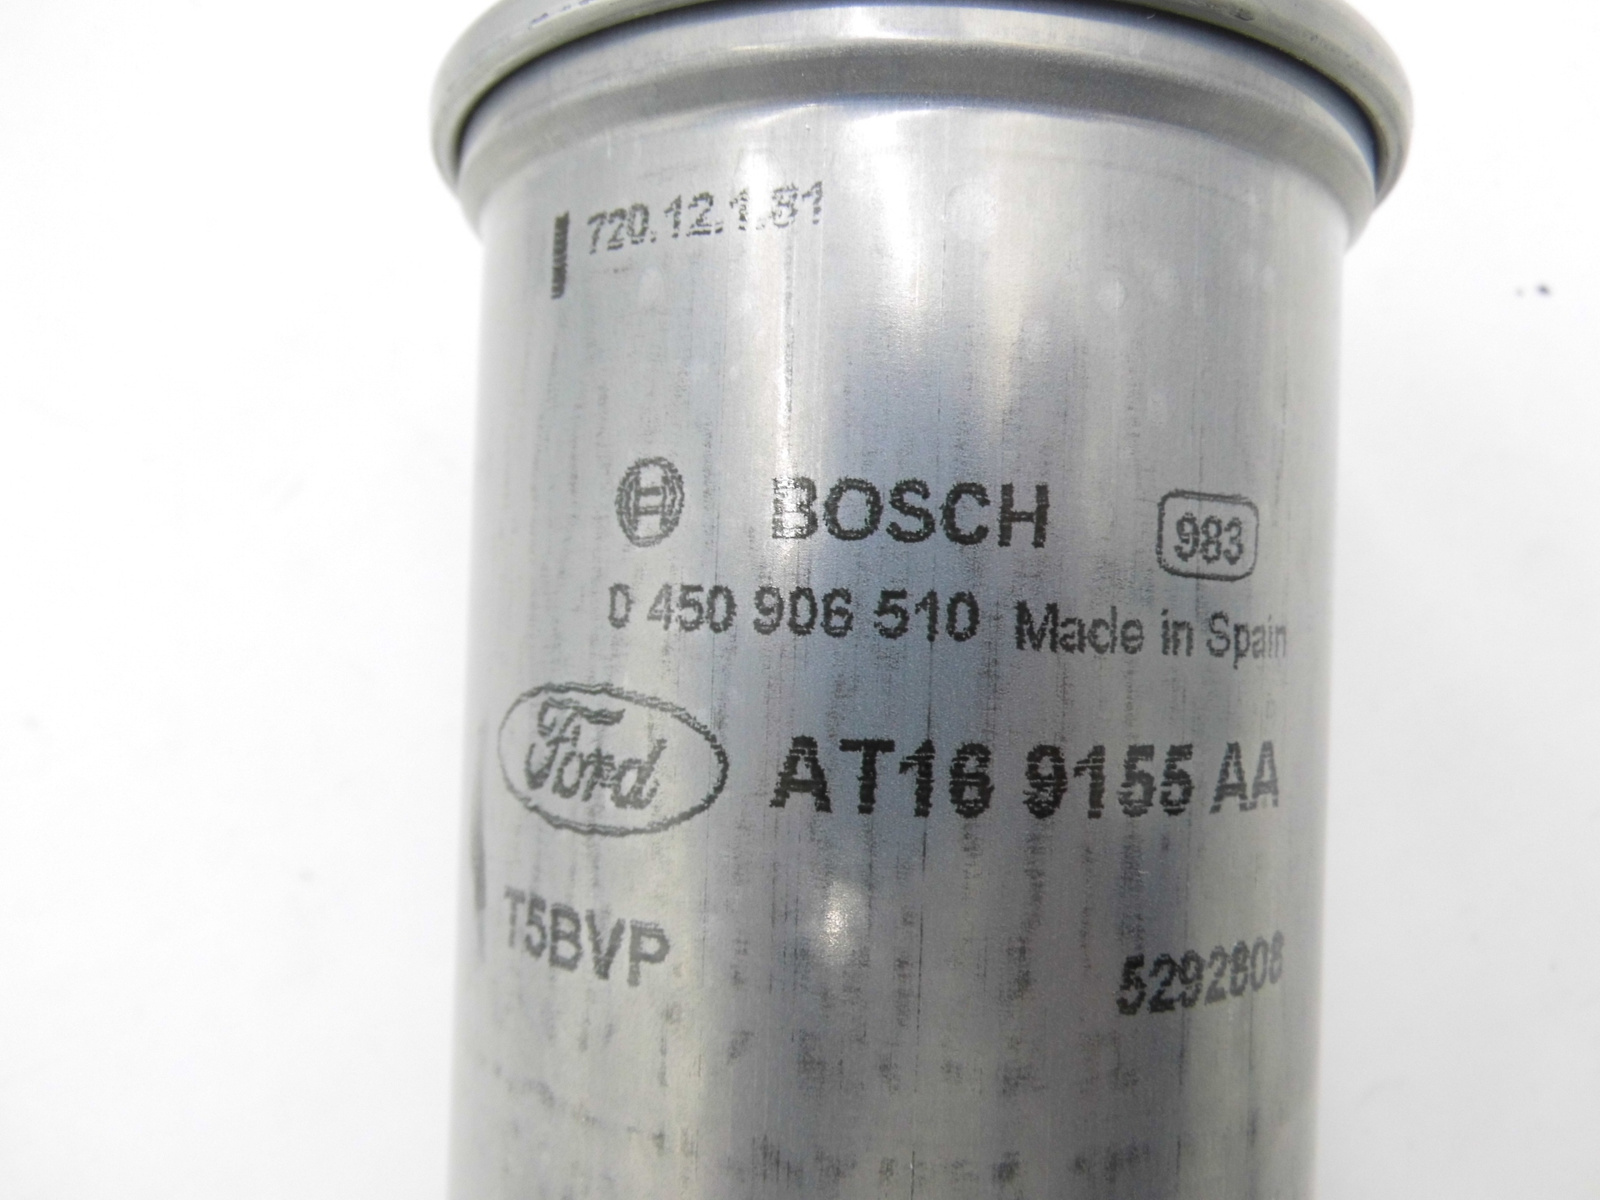 720.12.1.81
BOSCH 983
0 450 906 510 Made in Spain
Ford AT16 9155 AA
T5BVP 5292808